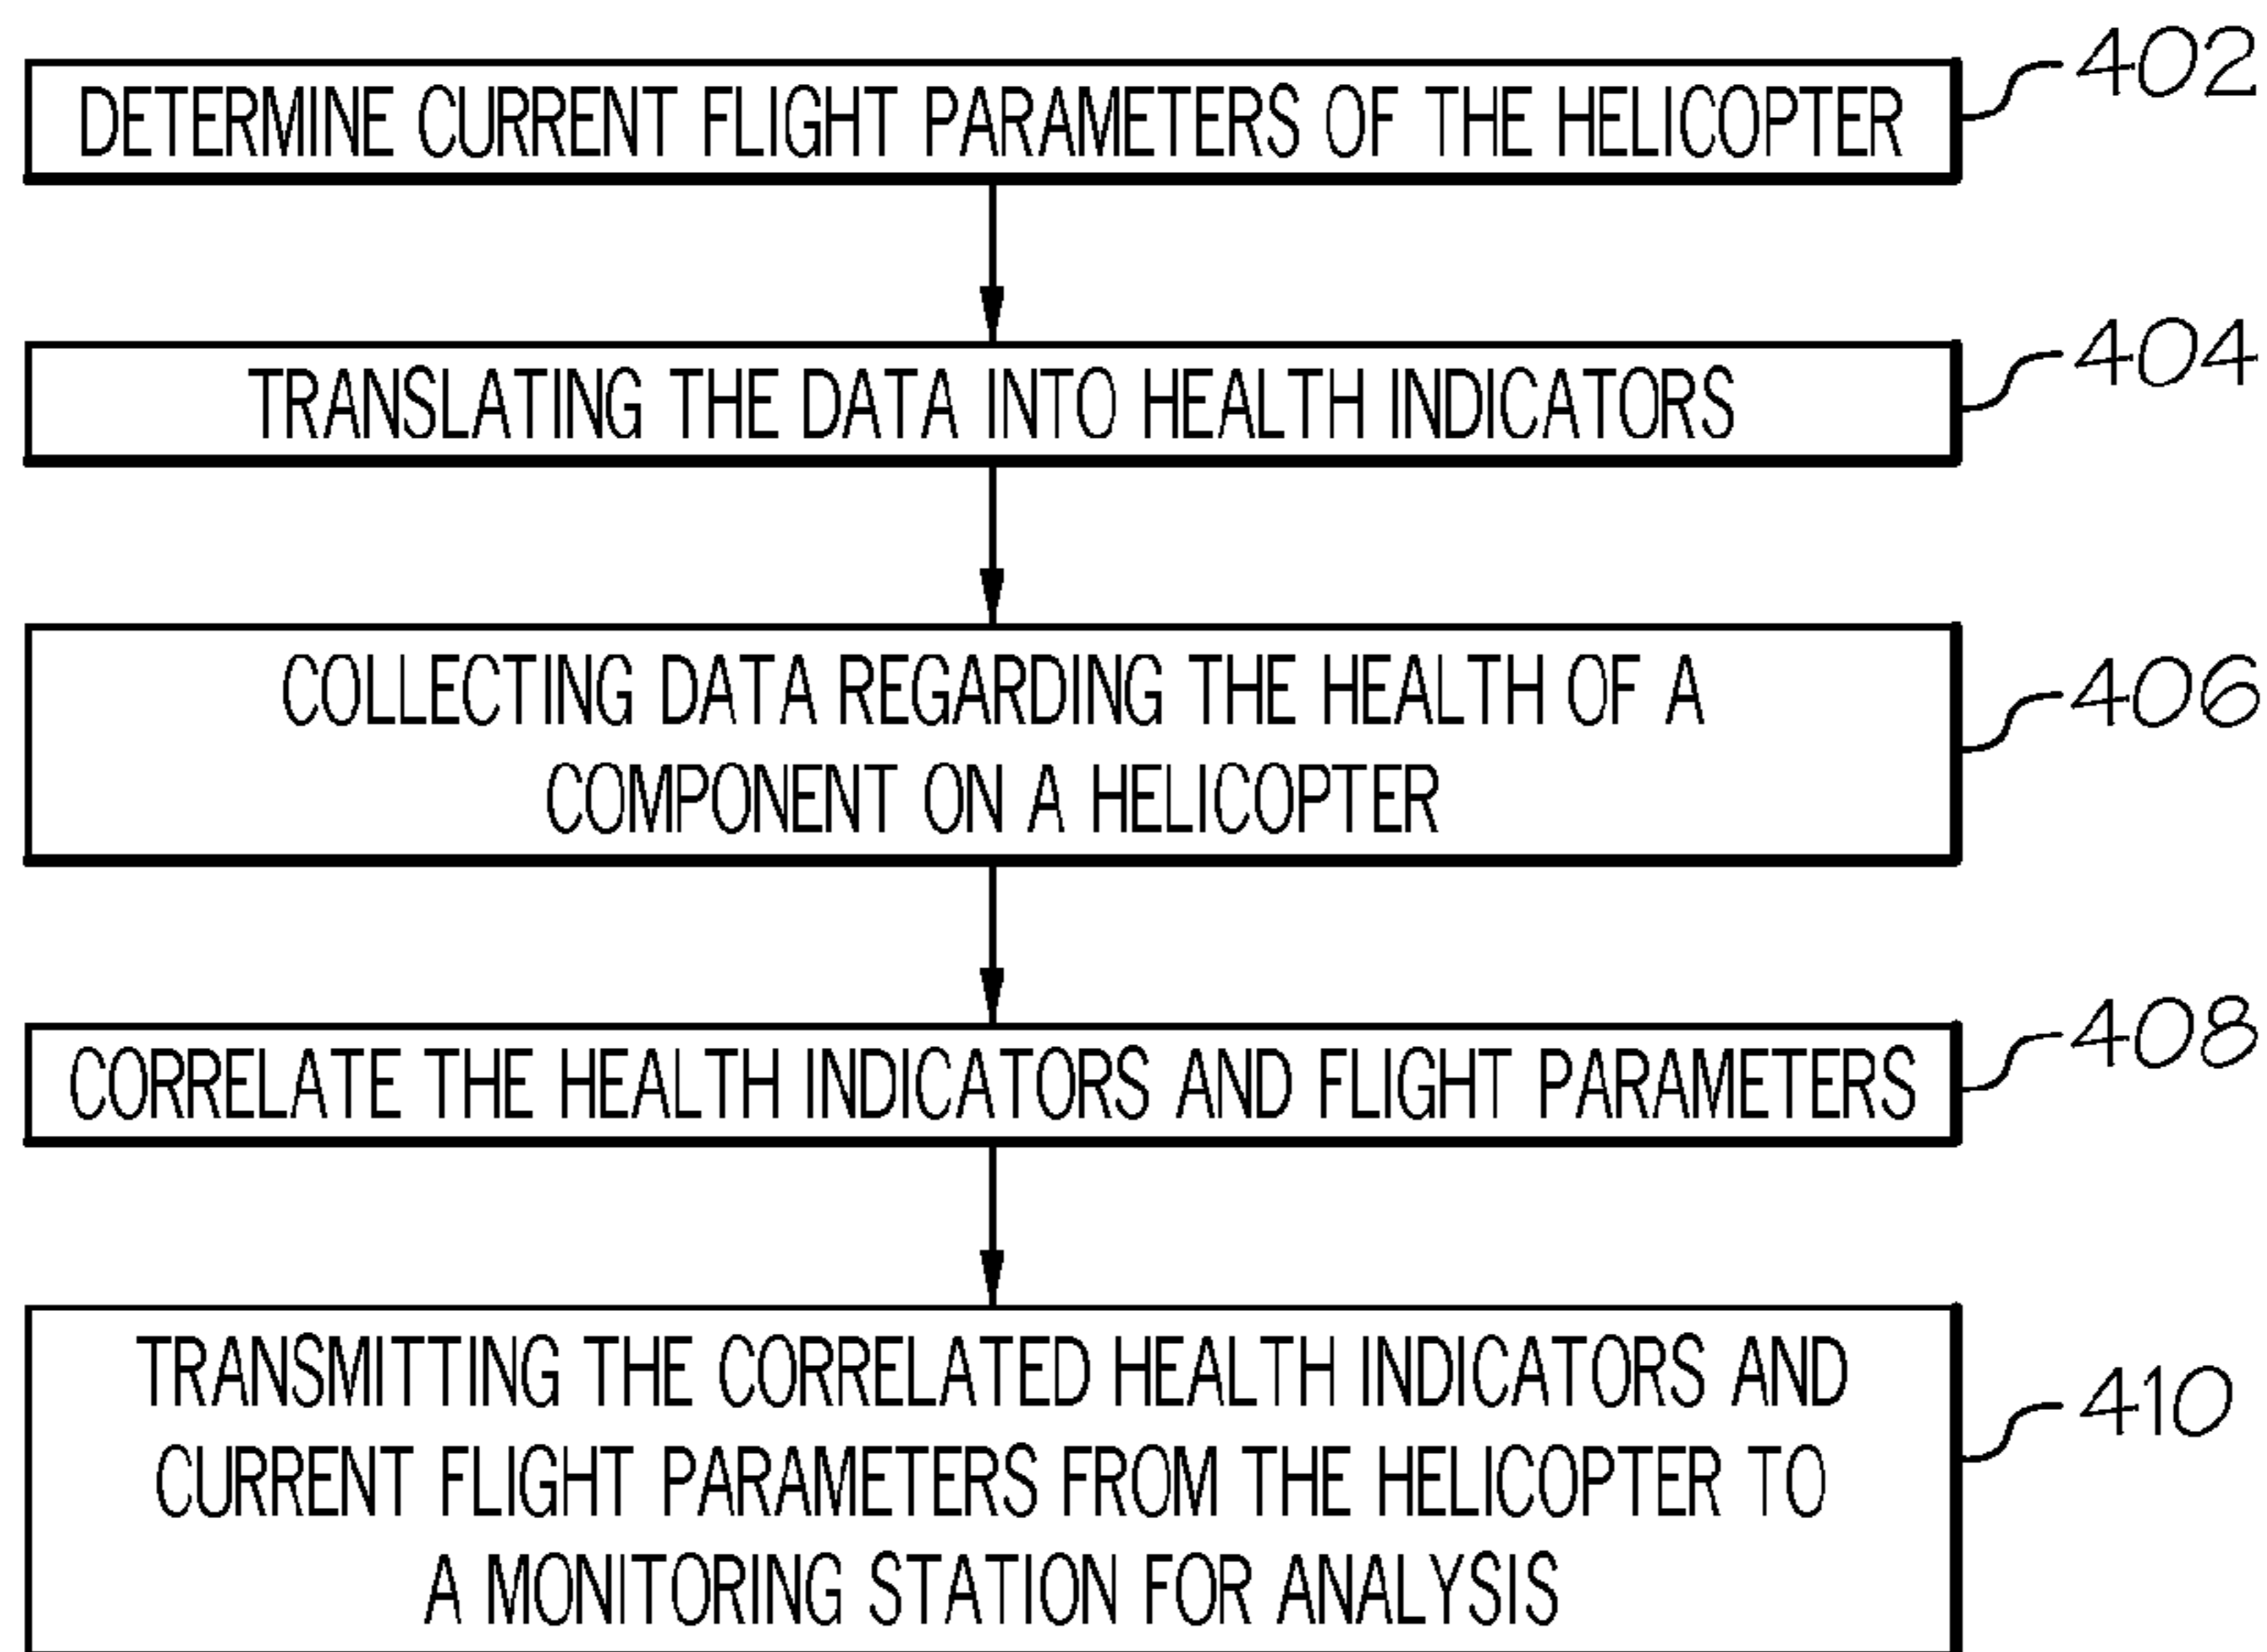 DETERMINE CURRENT FLIGHT PARAMETERS OF THE HELICOPTER
402
TRANSLATING THE DATA INTO HEALTH INDICATORS
404
COLLECTING DATA REGARDING THE HEALTH OF A
COMPONENT ON A HELICOPTER
406
CORRELATE THE HEALTH INDICATORS AND FLIGHT PARAMETERS
408
TRANSMITTING THE CORRELATED HEALTH INDICATORS AND
CURRENT FLIGHT PARAMETERS FROM THE HELICOPTER TO
A MONITORING STATION FOR ANALYSIS
410